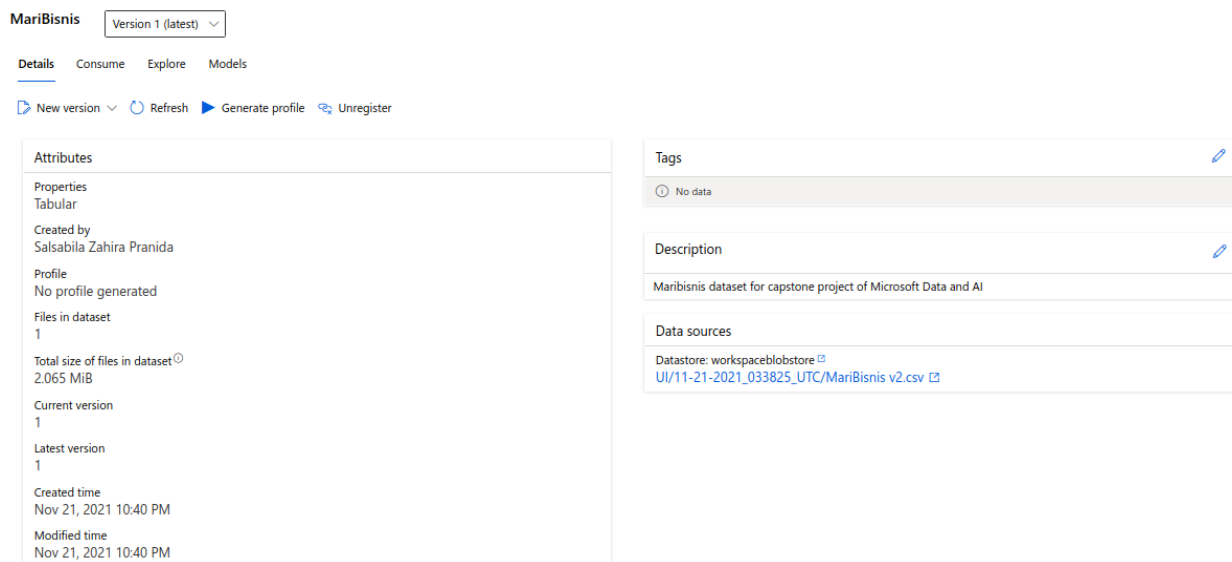 MariBisnis
Version 1 (latest)
Details Consume Explore Models
New version Refresh Generate profile Unregister
Attributes
Properties
Tabular
Created by
Salsabila Zahira Pranida
Profile
No profile generated
Files in dataset
1
Total size of files in dataset
2.065 MiB
Current version
1
Latest version
1
Created time
Nov 21, 2021 10:40 PM
Modified time
Nov 21, 2021 10:40 PM
Tags
No data
Description
Maribisnis dataset for capstone project of Microsoft Data and AI
Data sources
Datastore: workspaceblobstore
UI/11-21-2021_033825_UTC/MariBisnis v2.csv